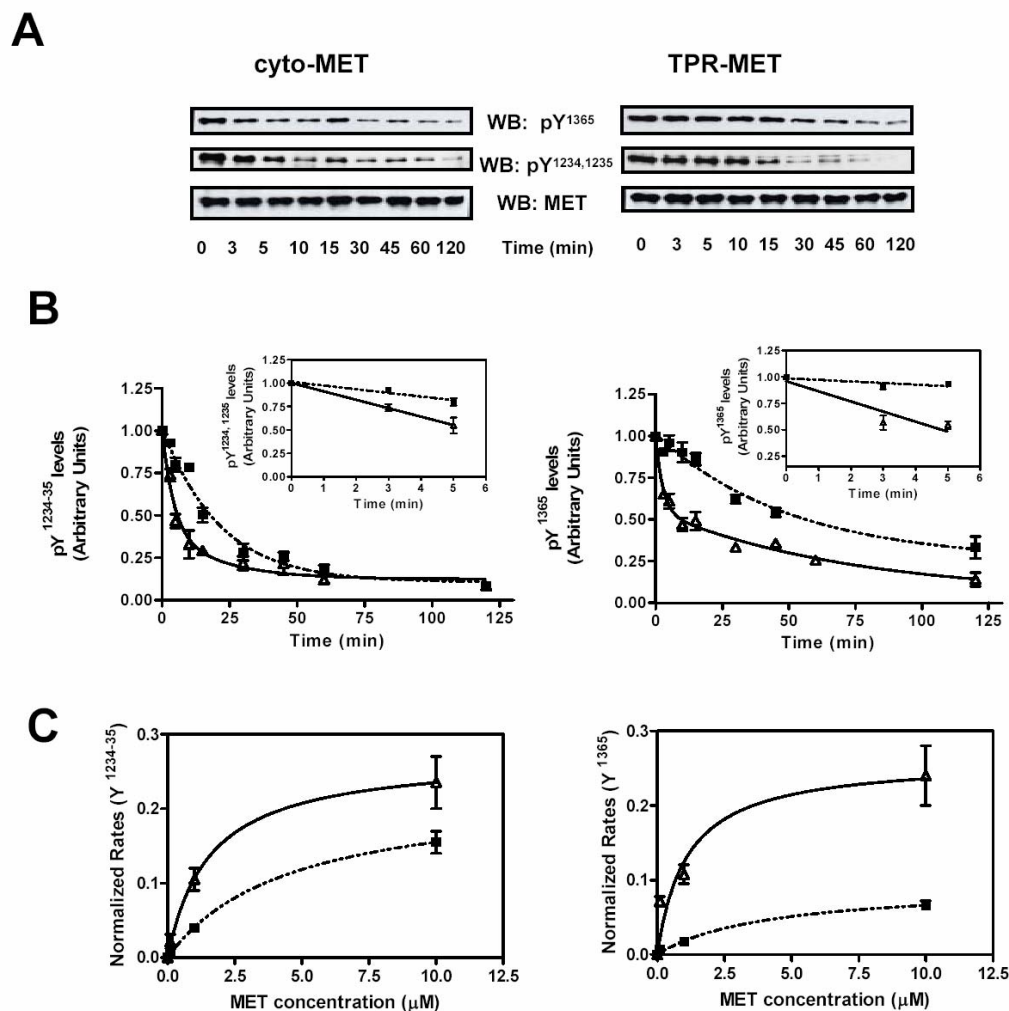 A
cyto-MET
TPR-MET
WB: pY1365
WB: pY1234,1235
WB: MET
0 3 5 10 15 30 45 60 120
Time (min)
0 3 5 10 15 30 45 60 120
B
pY 1234-35 levels
(Arbitrary Units)
1.25
1.00
0.75
0.50
0.25
0.00
0 25 50 75 100 125
Time (min)
pY1234, 1235 levels
(Arbitrary Units)
1.25
1.00
0.75
0.50
0.25
0 1 2 3 4 5 6
Time (min)
pY 1365 levels
(Arbitrary Units)
1.25
1.00
0.75
0.50
0.25
0.00
0 25 50 75 100 125
Time (min)
pY1365 levels
(Arbitrary Units)
1.25
1.00
0.75
0.50
0.25
0 1 2 3 4 5 6
Time (min)
C
Normalized Rates (Y 1234-35)
0.3
0.2
0.1
0.0
0.0 2.5 5.0 7.5 10.0 12.5
MET concentration (µM)
Normalized Rates (Y 1365)
0.3
0.2
0.1
0.0
0.0 2.5 5.0 7.5 10.0 12.5
MET concentration (µM)